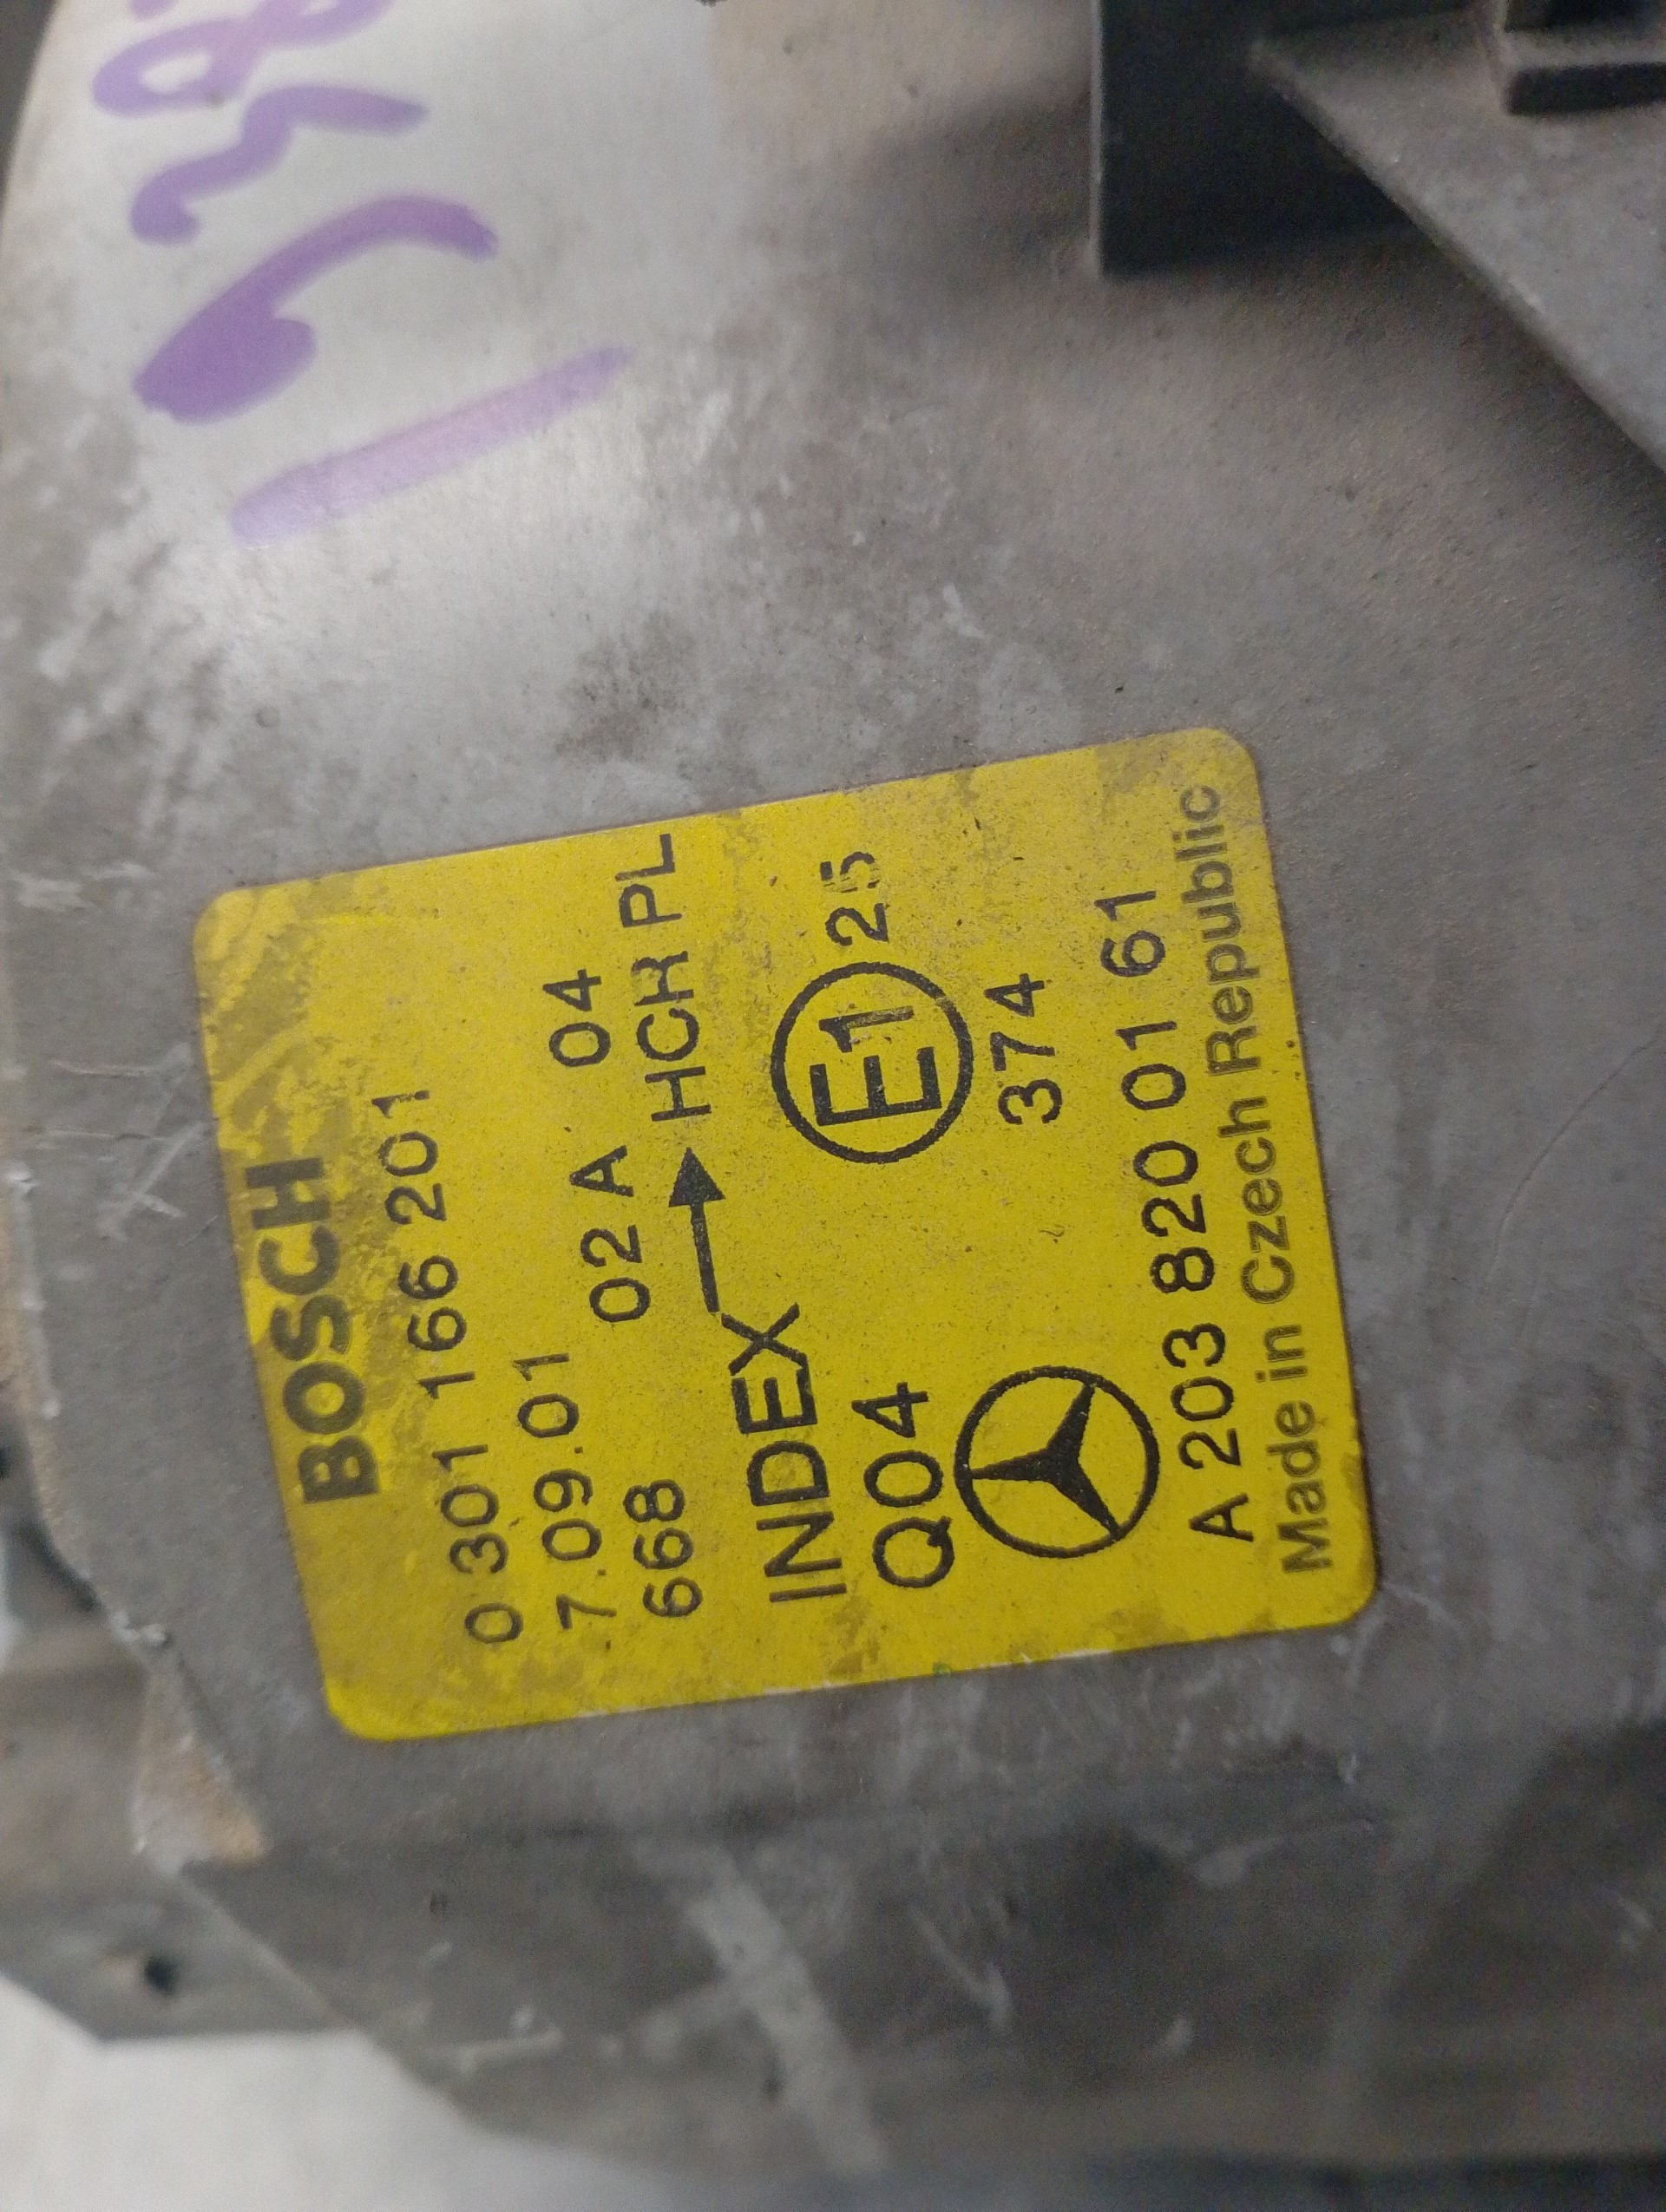 BOSCH
0 301 166 201
7.09.01 04
668 02 A HCR PL
INDEX
Q04 E1 25
374
A 203 820 01 61
Made in Czech Republic